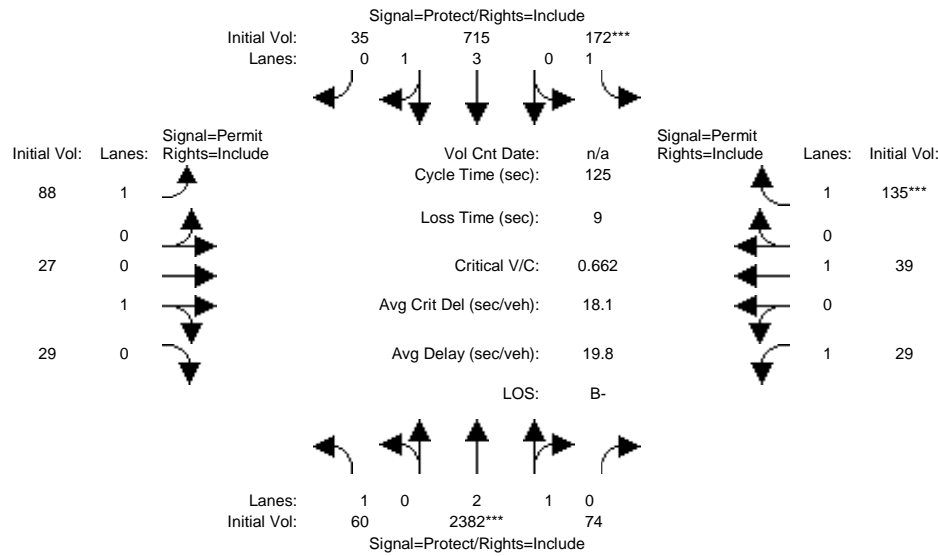 Signal=Protect/Rights=Include
Initial Vol: 35 715 172***
Lanes: 0 1 3 0 1
Signal=Permit Signal=Permit
Initial Vol: Lanes: Rights=Include Vol Cnt Date: n/a Rights=Include Lanes: Initial Vol:
Cycle Time (sec): 125
88 1 1 135***
Loss Time (sec): 9
0 0
27 0 Critical V/C: 0.662 1 39
1 Avg Crit Del (sec/veh): 18.1 0
29 0 Avg Delay (sec/veh): 19.8 1 29
LOS: B-
Lanes: 1 0 2 1 0
Initial Vol: 60 2382*** 74
Signal=Protect/Rights=Include